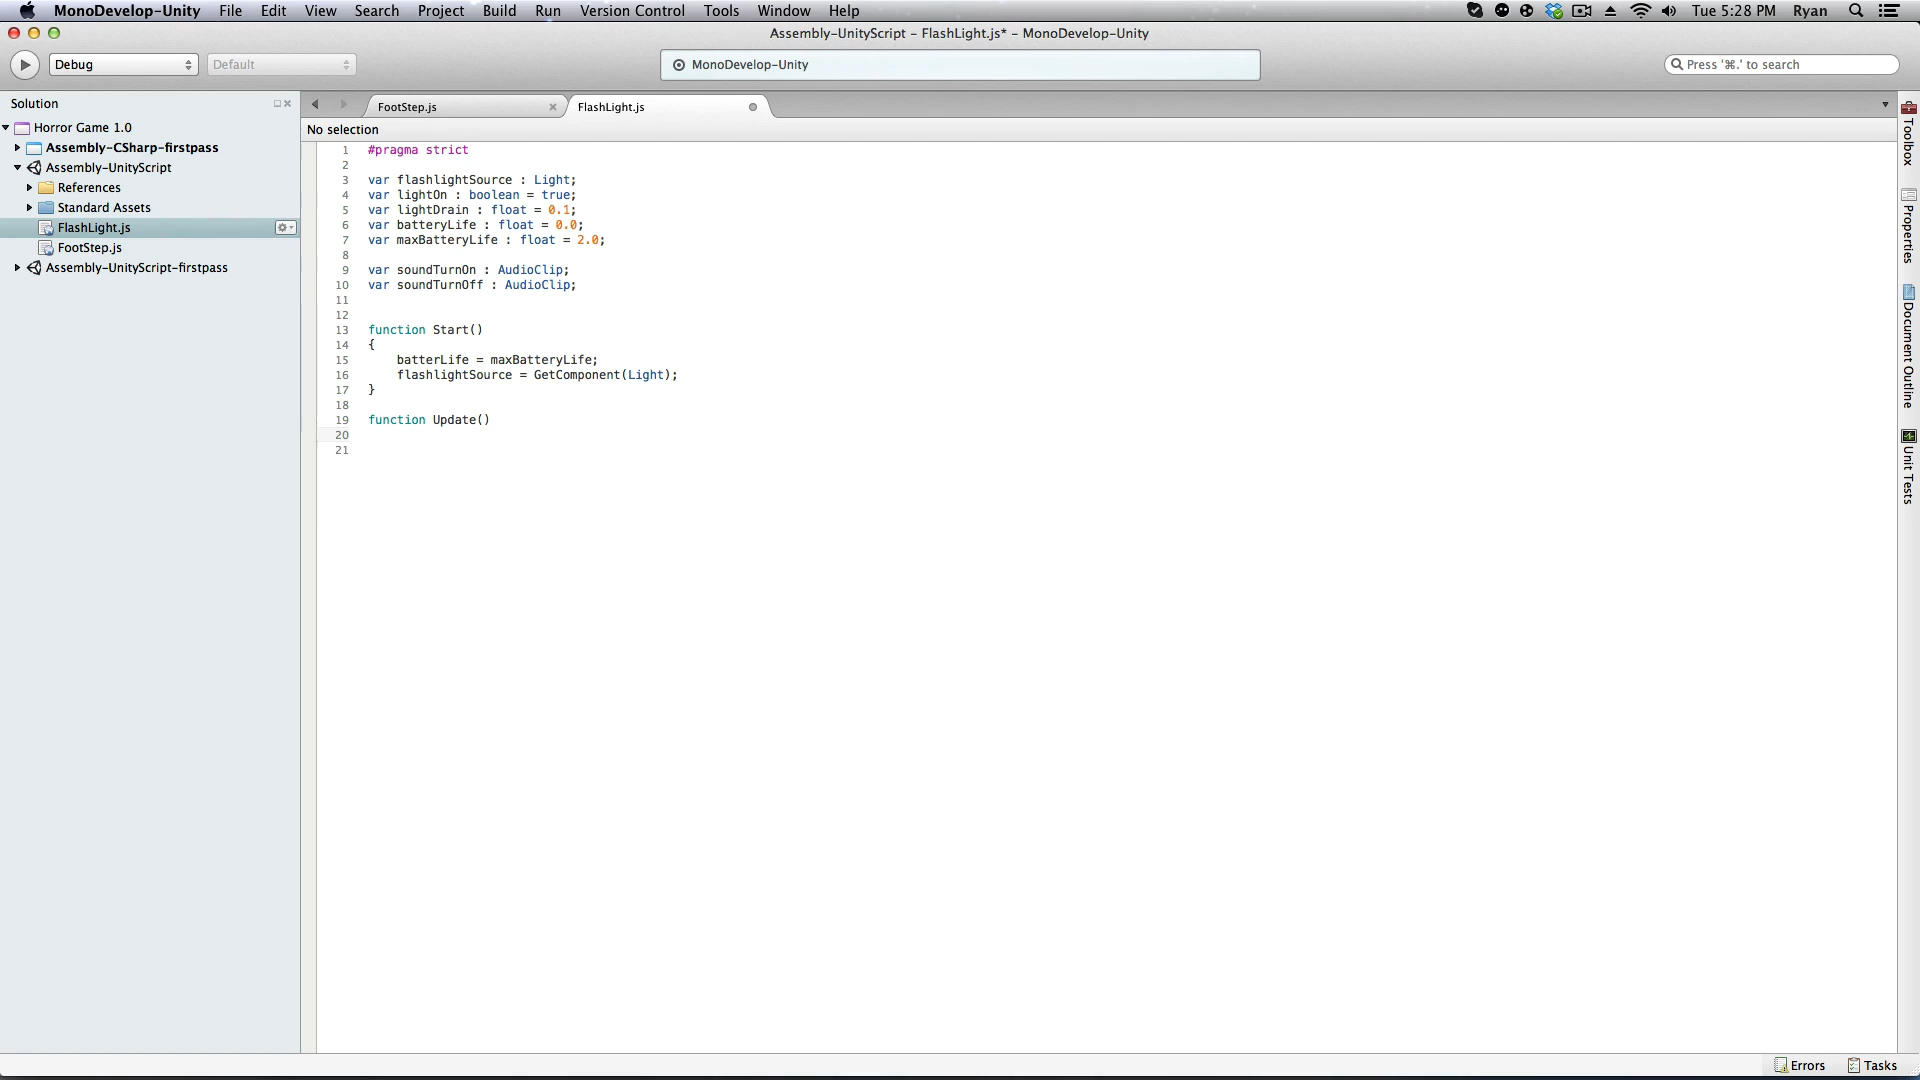 MonoDevelop-Unity File Edit View Search Project Build Run Version Control Tools Window Help Tue 5:28 PM Ryan
Assembly-UnityScript – FlashLight.js* – MonoDevelop-Unity
Debug Default MonoDevelop-Unity Press '⌘.' to search
Solution
Horror Game 1.0
Assembly-CSharp-firstpass
Assembly-UnityScript
References
Standard Assets
FlashLight.js
FootStep.js
Assembly-UnityScript-firstpass
FootStep.js FlashLight.js
No selection
1 #pragma strict
2
3 var flashlightSource : Light;
4 var lightOn : boolean = true;
5 var lightDrain : float = 0.1;
6 var batteryLife : float = 0.0;
7 var maxBatteryLife : float = 2.0;
8
9 var soundTurnOn : AudioClip;
10 var soundTurnOff : AudioClip;
11
12
13 function Start()
14 {
15 batterLife = maxBatteryLife;
16 flashlightSource = GetComponent(Light);
17 }
18
19 function Update()
20
21
Toolbox
Properties
Document Outline
Unit Tests
Errors Tasks